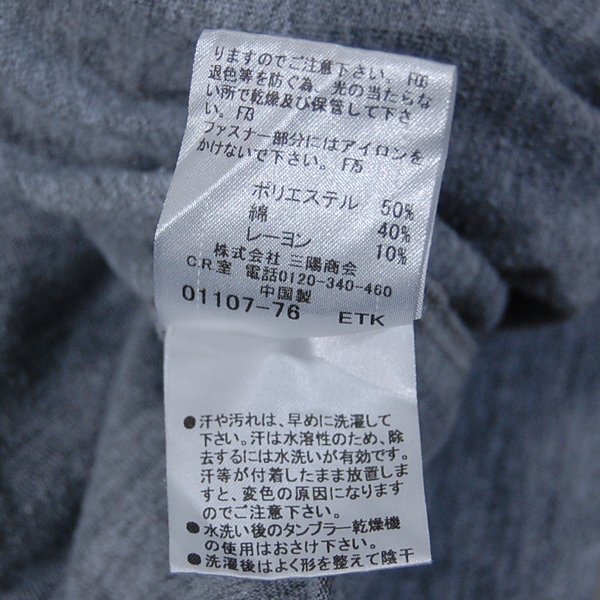 りますのでご注意下さい。 F06
退色等を防ぐ為、光の当たらな
い所で乾燥及び保管して下さ
い。F73
ファスナー部分にはアイロンを
かけないで下さい。 F75
ポリエステル 50%
綿 40%
レーヨン 10%
株式会社 三陽商会
C.R.室 電話0120-340-460
中国製
01107-76 ETK
●汗や汚れは、早めに洗濯して
下さい。汗は水溶性のため、除
去するには水洗いが有効です。
汗等が付着したまま放置しま
すと、変色の原因になります
のでご注意下さい。
●水洗い後のタンブラー乾燥機
の使用はおさけ下さい。
●洗濯後はよく形を整えて陰干